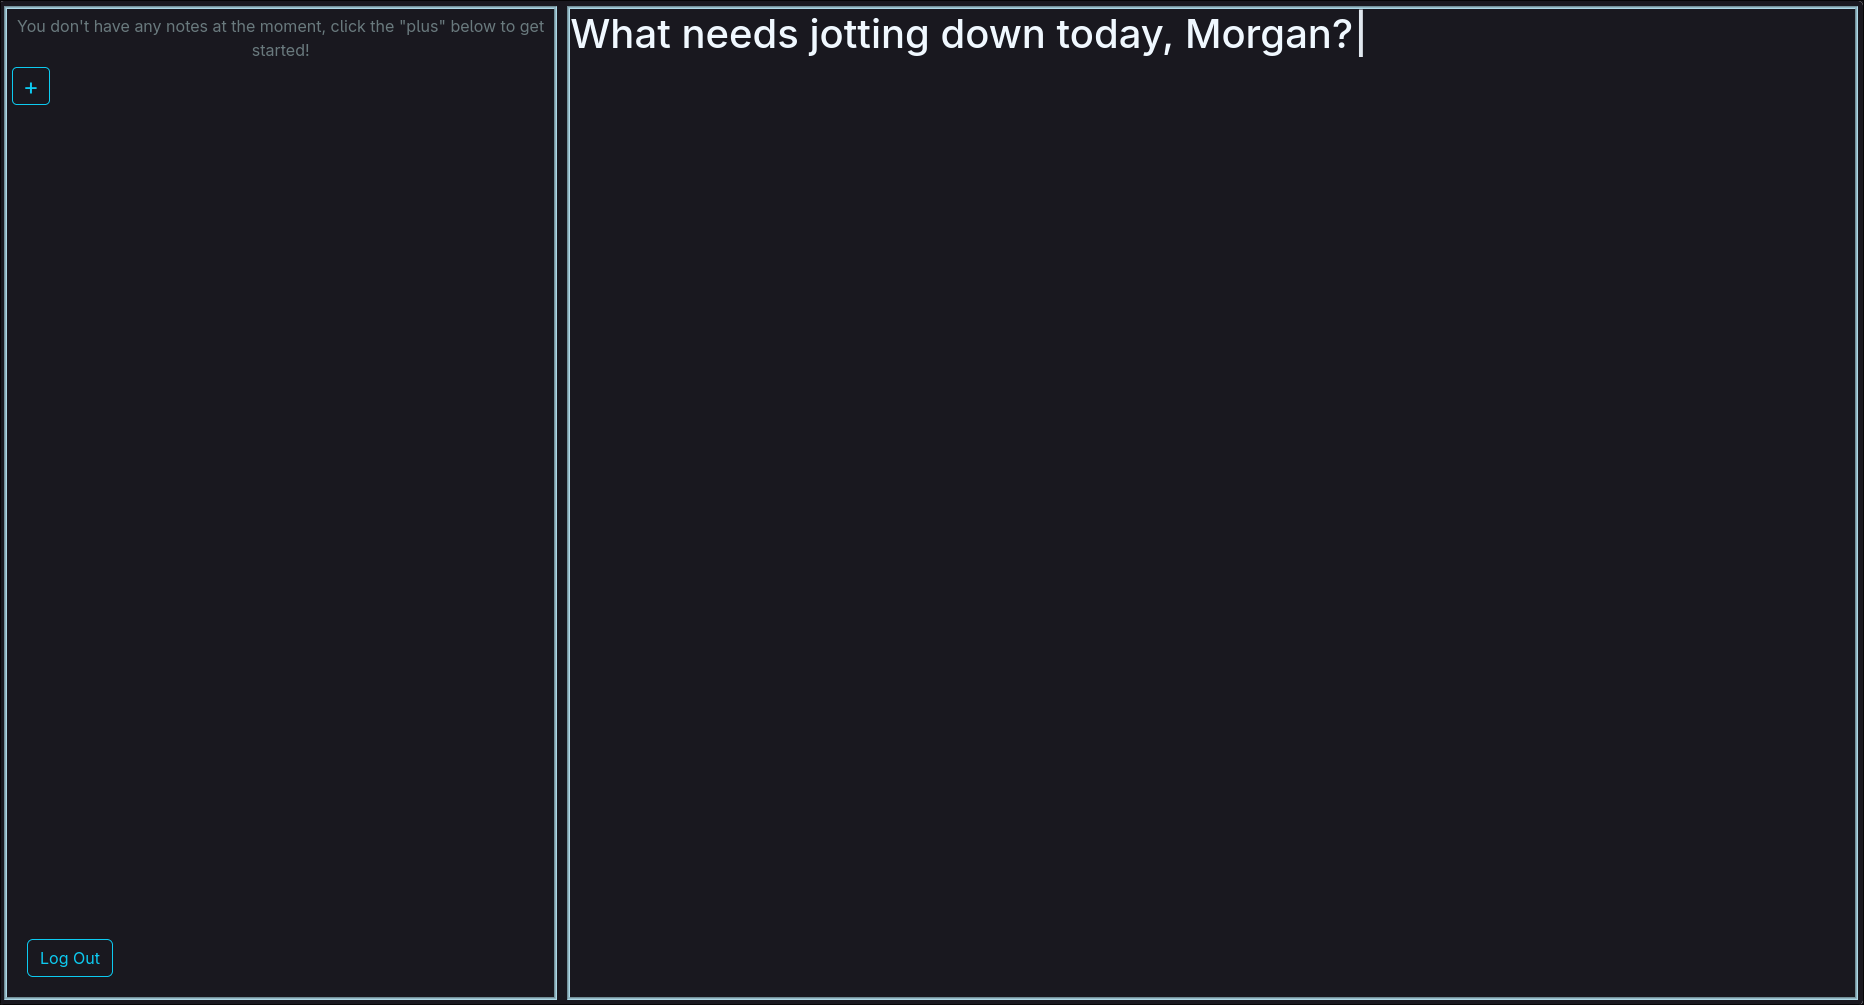 You don't have any notes at the moment, click the "plus" below to get
started!
+
Log Out
What needs jotting down today, Morgan?|